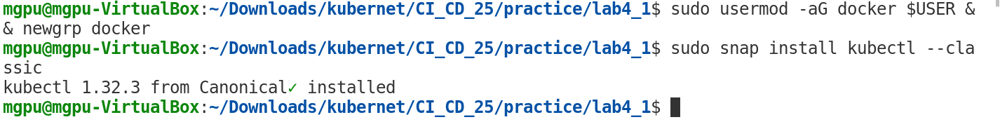 mgpu@mgpu-VirtualBox:~/Downloads/kubernet/CI_CD_25/practice/lab4_1$ sudo usermod -aG docker $USER &
& newgrp docker
mgpu@mgpu-VirtualBox:~/Downloads/kubernet/CI_CD_25/practice/lab4_1$ sudo snap install kubectl --cla
ssic
kubectl 1.32.3 from Canonical✓ installed
mgpu@mgpu-VirtualBox:~/Downloads/kubernet/CI_CD_25/practice/lab4_1$